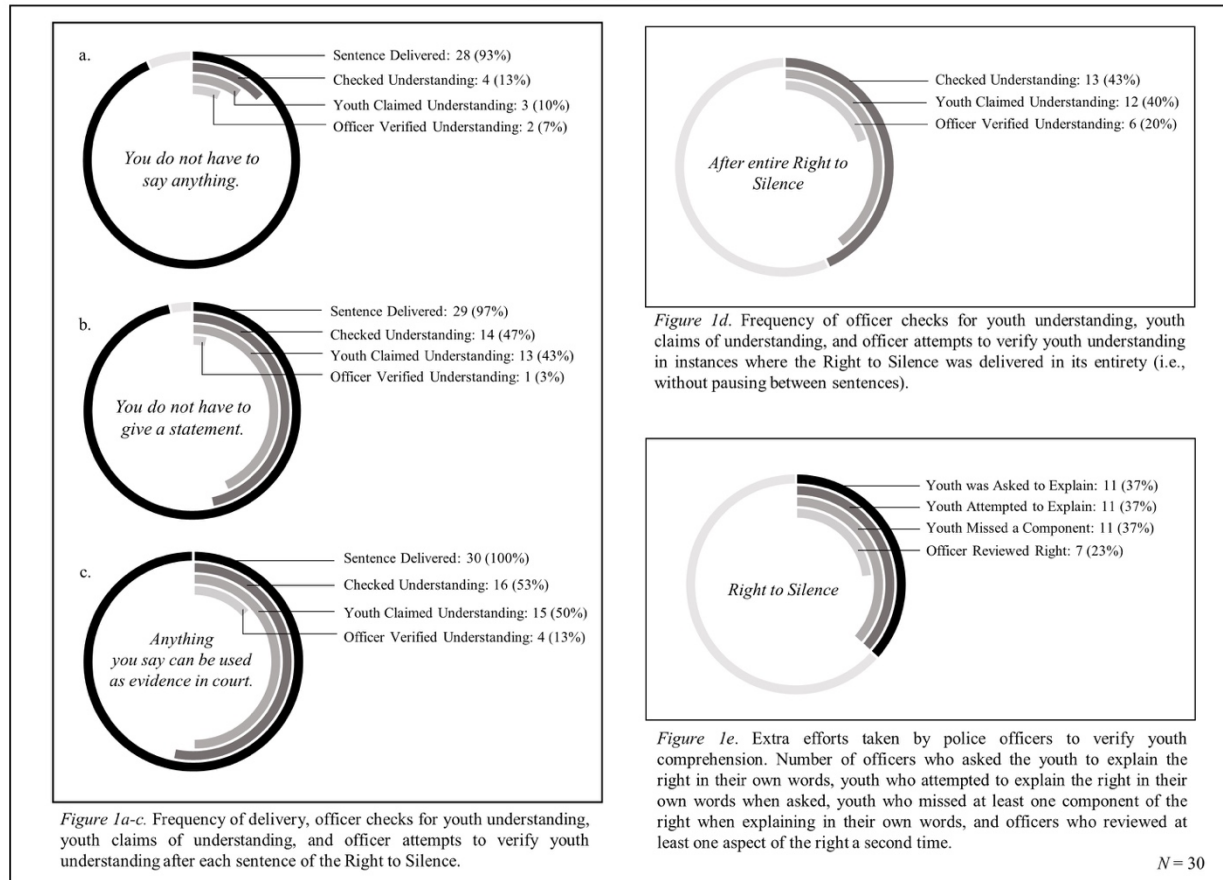 a.
Sentence Delivered: 28 (93%)
Checked Understanding: 4 (13%)
Youth Claimed Understanding: 3 (10%)
Officer Verified Understanding: 2 (7%)
You do not have to
say anything.
b.
Sentence Delivered: 29 (97%)
Checked Understanding: 14 (47%)
Youth Claimed Understanding: 13 (43%)
Officer Verified Understanding: 1 (3%)
You do not have to
give a statement.
c.
Sentence Delivered: 30 (100%)
Checked Understanding: 16 (53%)
Youth Claimed Understanding: 15 (50%)
Officer Verified Understanding: 4 (13%)
Anything
you say can be used
as evidence in court.
Figure 1a-c. Frequency of delivery, officer checks for youth understanding,
youth claims of understanding, and officer attempts to verify youth
understanding after each sentence of the Right to Silence.
Checked Understanding: 13 (43%)
Youth Claimed Understanding: 12 (40%)
Officer Verified Understanding: 6 (20%)
After entire Right to
Silence
Figure 1d. Frequency of officer checks for youth understanding, youth
claims of understanding, and officer attempts to verify youth understanding
in instances where the Right to Silence was delivered in its entirety (i.e.,
without pausing between sentences).
Youth was Asked to Explain: 11 (37%)
Youth Attempted to Explain: 11 (37%)
Youth Missed a Component: 11 (37%)
Officer Reviewed Right: 7 (23%)
Right to Silence
Figure 1e. Extra efforts taken by police officers to verify youth
comprehension. Number of officers who asked the youth to explain the
right in their own words, youth who attempted to explain the right in their
own words when asked, youth who missed at least one component of the
right when explaining in their own words, and officers who reviewed at
least one aspect of the right a second time.
N = 30